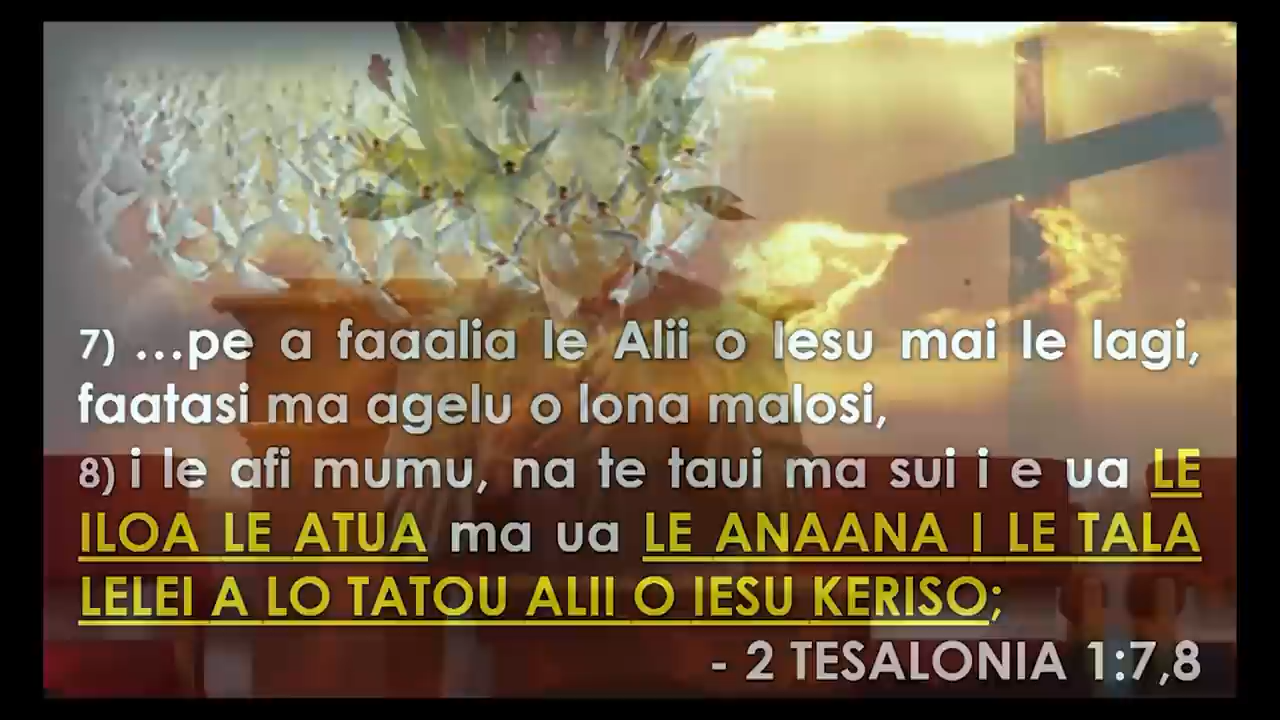 7) ...pe a faaalia le Alii o Iesu mai le lagi,
faatasi ma agelu o lona malosi,
8) i le afi mumu, na te taui ma sui i e ua LE
ILOA LE ATUA ma ua LE ANAANA I LE TALA
LELEI A LO TATOU ALII O IESU KERISO;
- 2 TESALONIA 1:7,8